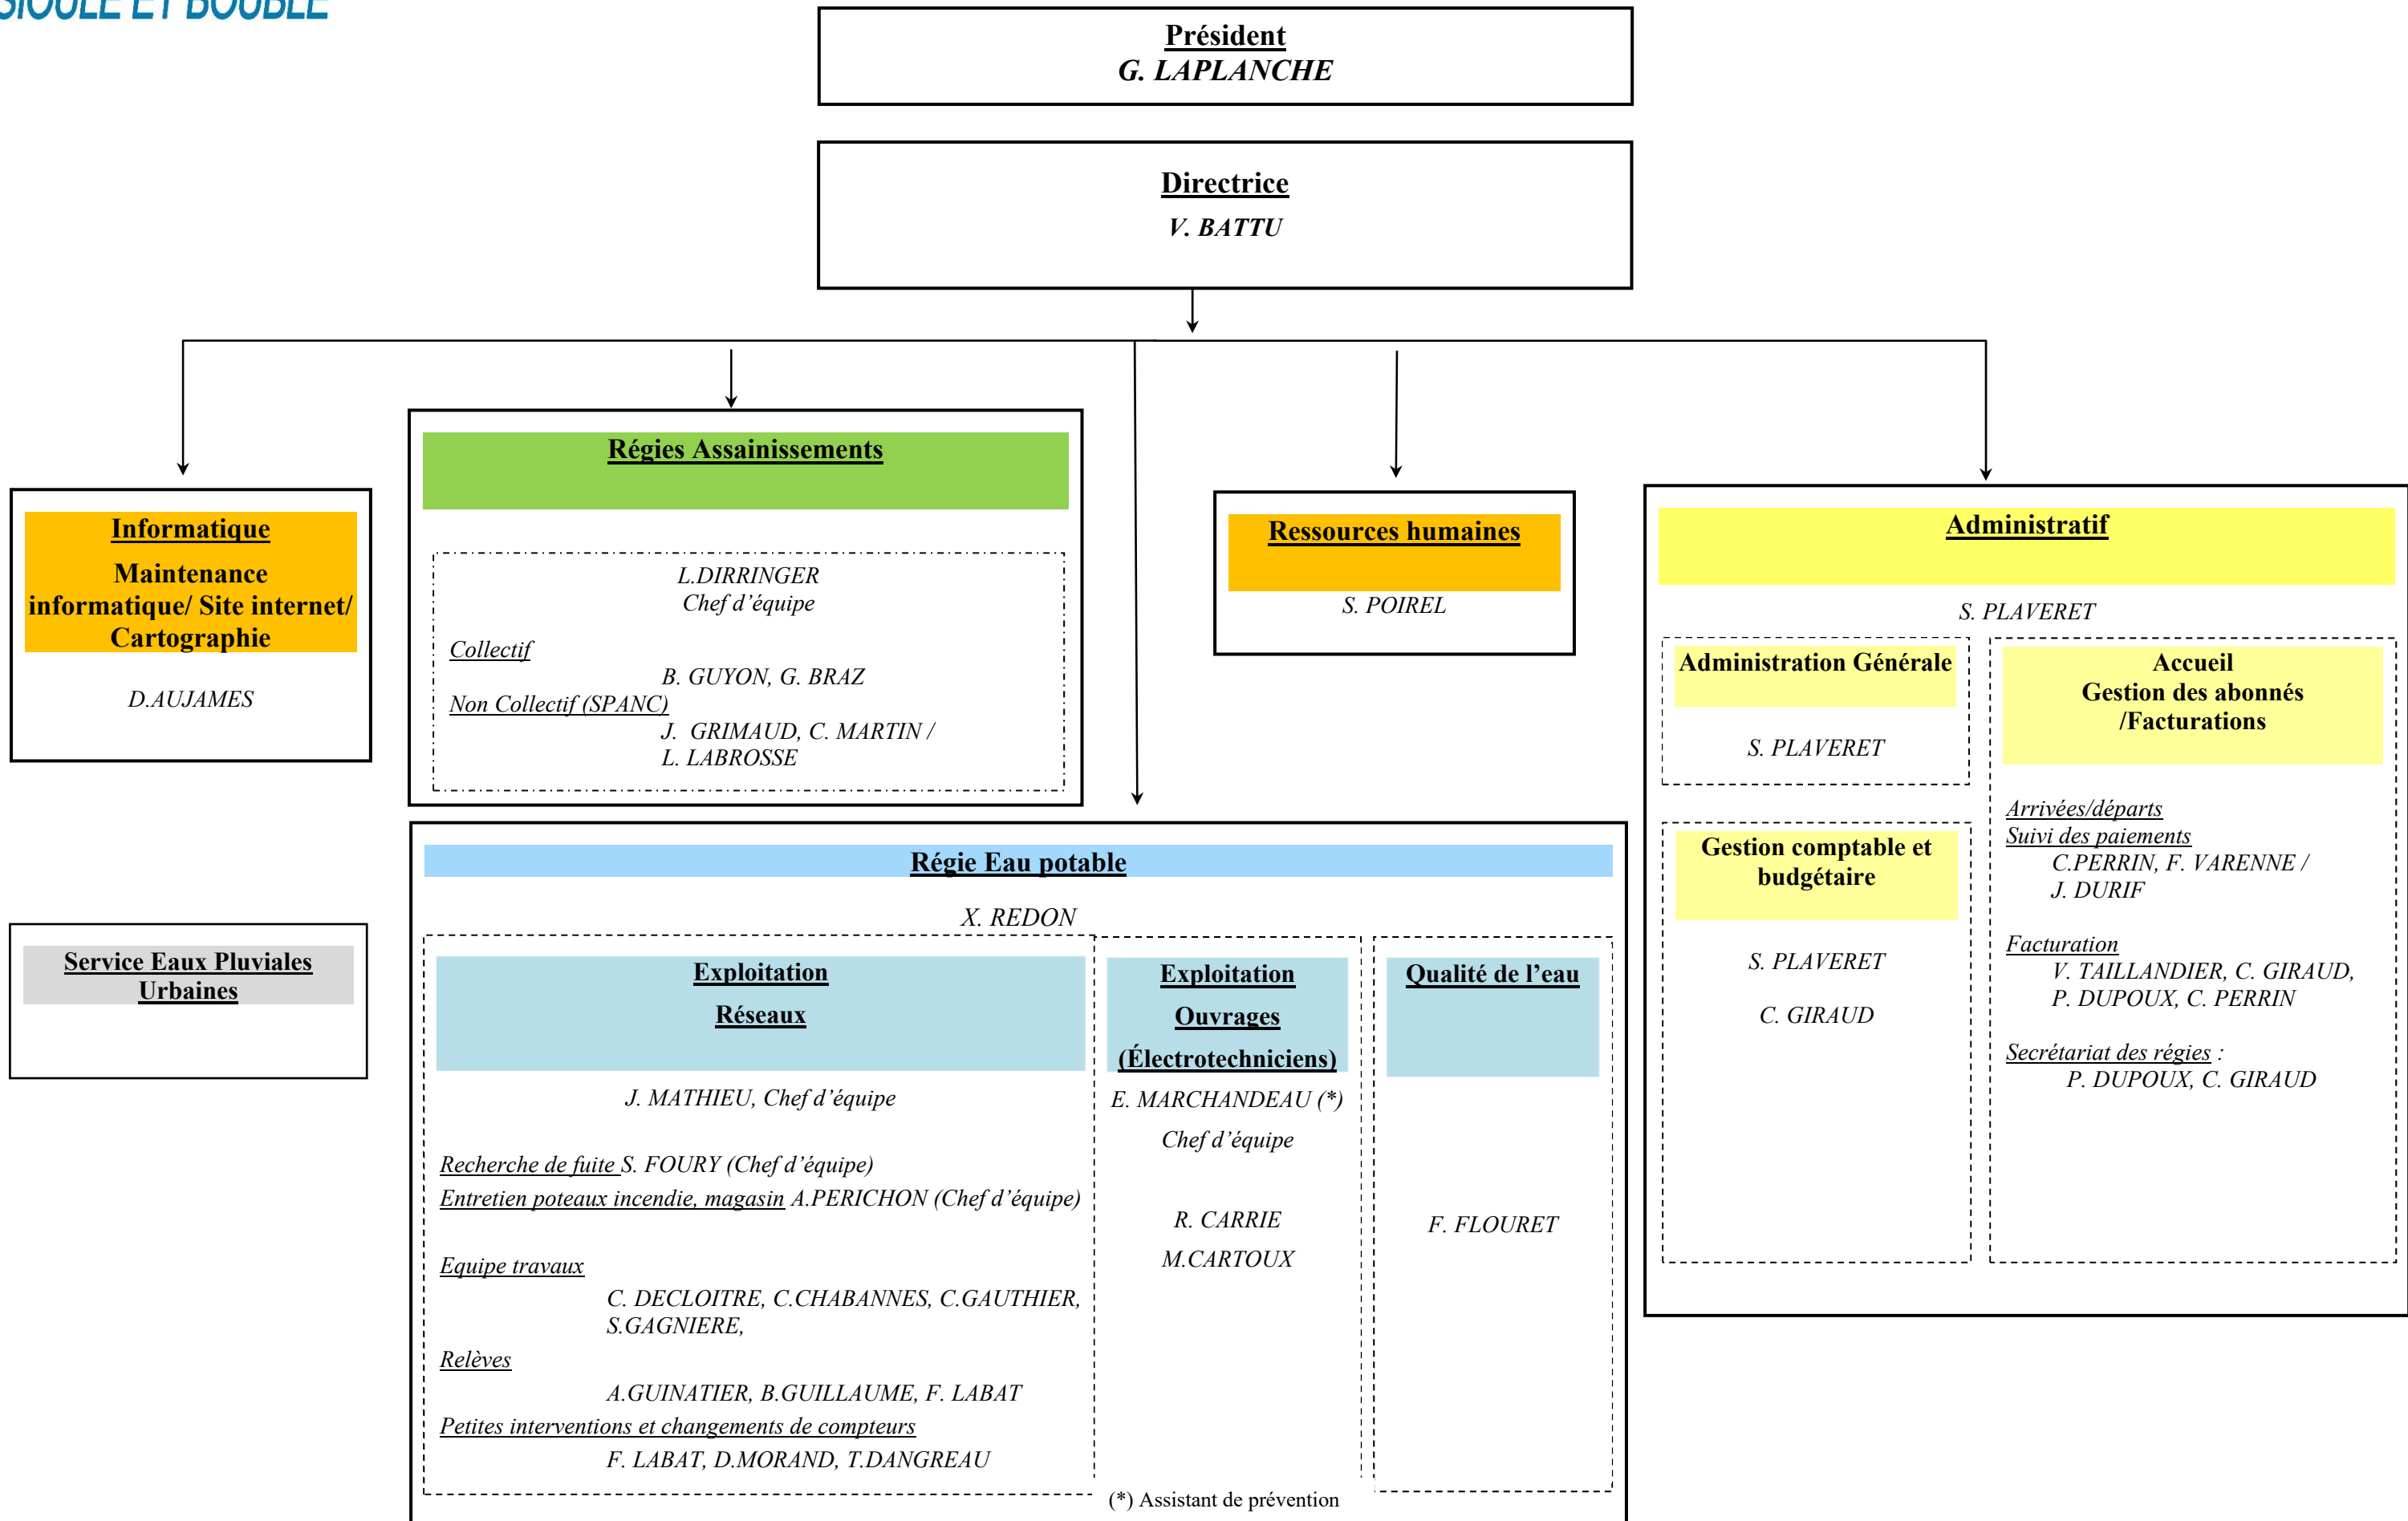 SIOULE ET BOUBLE
Président
G. LAPLANCHE
Directrice
V. BATTU
Informatique
Maintenance
informatique/ Site internet/
Cartographie
D.AUJAMES
Régies Assainissements
L.DIRRINGER
Chef d’équipe
Collectif
B. GUYON, G. BRAZ
Non Collectif (SPANC)
J. GRIMAUD, C. MARTIN /
L. LABROSSE
Ressources humaines
S. POIREL
Administratif
S. PLAVERET
Administration Générale
S. PLAVERET
Gestion comptable et
budgétaire
S. PLAVERET
C. GIRAUD
Accueil
Gestion des abonnés
/Facturations
Arrivées/départs
Suivi des paiements
C.PERRIN, F. VARENNE /
J. DURIF
Facturation
V. TAILLANDIER, C. GIRAUD,
P. DUPOUX, C. PERRIN
Secrétariat des régies :
P. DUPOUX, C. GIRAUD
Service Eaux Pluviales
Urbaines
Régie Eau potable
X. REDON
Exploitation
Réseaux
J. MATHIEU, Chef d’équipe
Recherche de fuite S. FOURY (Chef d’équipe)
Entretien poteaux incendie, magasin A.PERICHON (Chef d’équipe)
Equipe travaux
C. DECLOITRE, C.CHABANNES, C.GAUTHIER,
S.GAGNIERE,
Relèves
A.GUINATIER, B.GUILLAUME, F. LABAT
Petites interventions et changements de compteurs
F. LABAT, D.MORAND, T.DANGREAU
Exploitation
Ouvrages
(Électrotechniciens)
E. MARCHANDEAU (*)
Chef d’équipe
R. CARRIE
M.CARTOUX
(*) Assistant de prévention
Qualité de l’eau
F. FLOURET